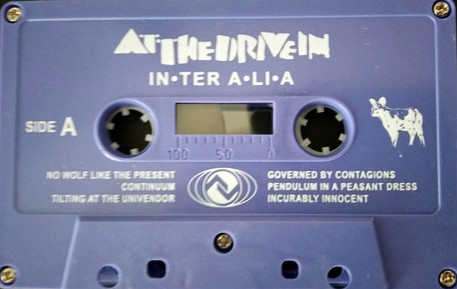 AT·THE DRIVE IN
IN•TER A•LI•A
SIDE A
100 50 0
NO WOLF LIKE THE PRESENT
CONTINUUM
TILTING AT THE UNIVENDOR
GOVERNED BY CONTAGIONS
PENDULUM IN A PEASANT DRESS
INCURABLY INNOCENT